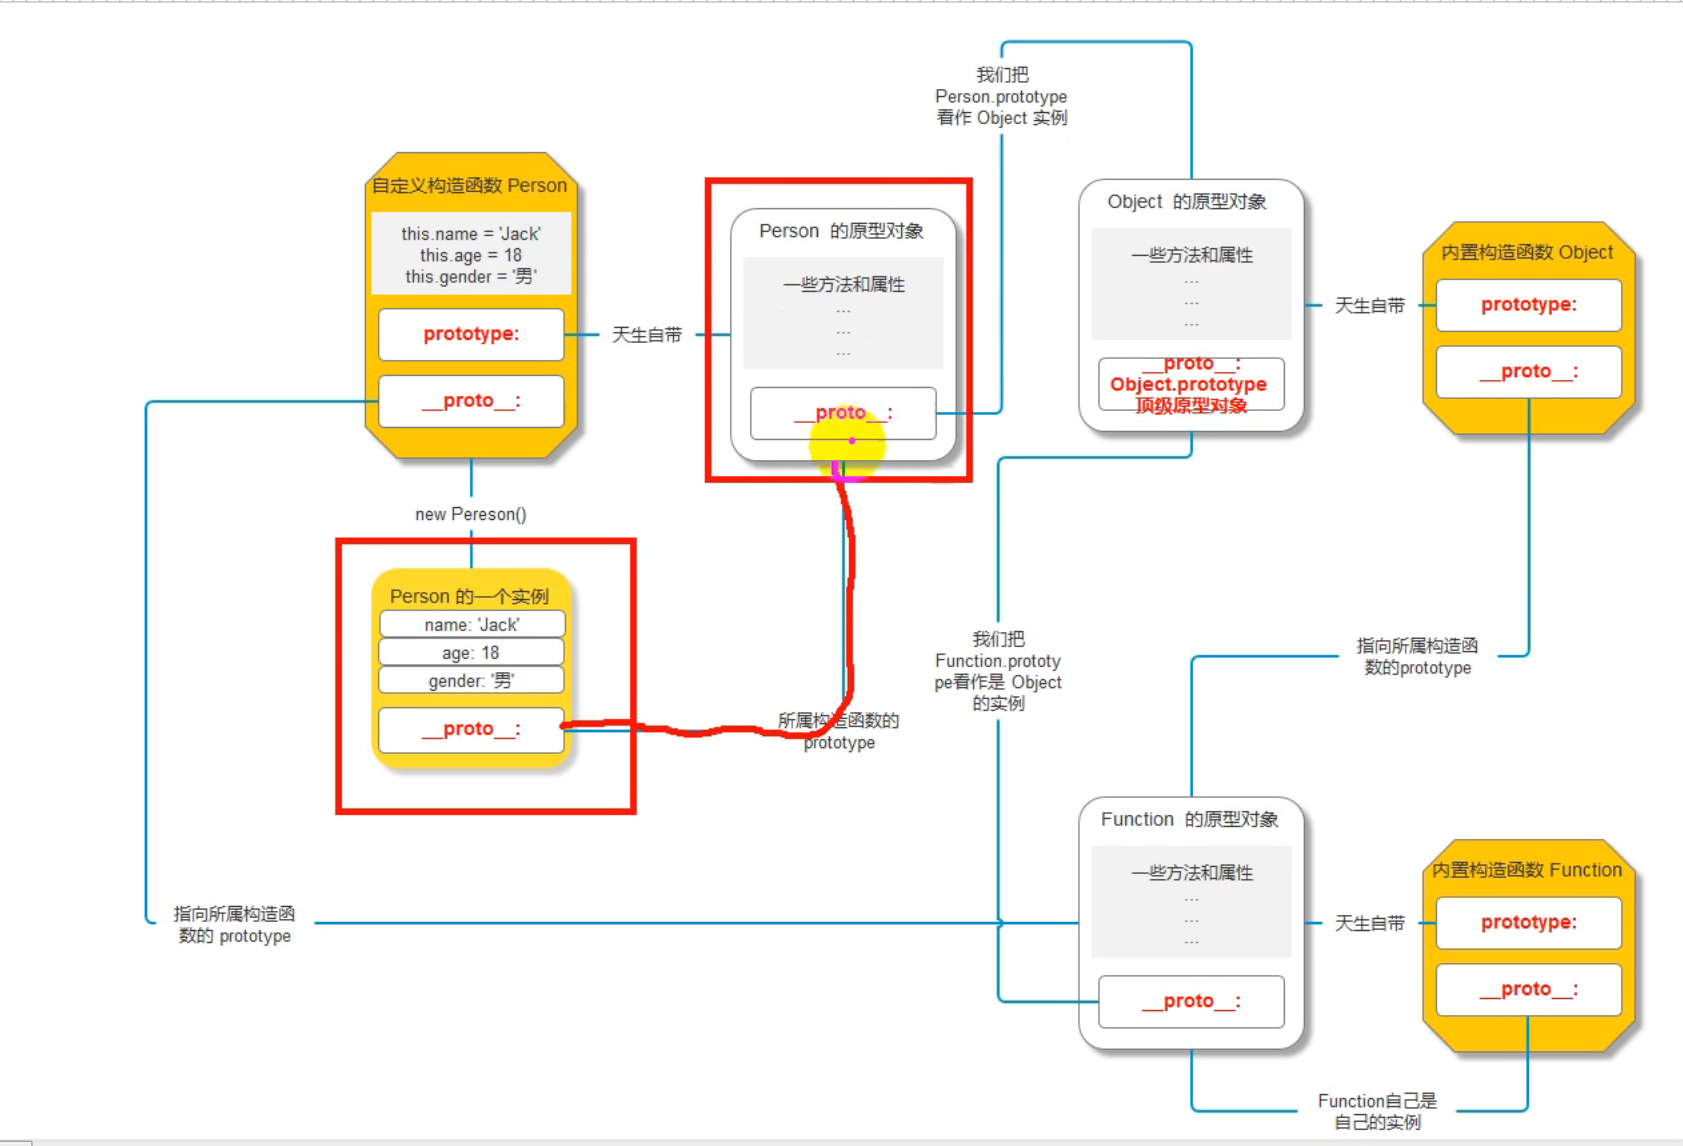 我们把
Person.prototype
看作 Object 实例
自定义构造函数 Person
this.name = 'Jack'
this.age = 18
this.gender = '男'
prototype:
__proto__:
天生自带
Person 的原型对象
一些方法和属性
...
...
...
__proto__:
Object 的原型对象
一些方法和属性
...
...
...
__proto__:
Object.prototype
顶级原型对象
天生自带
内置构造函数 Object
prototype:
__proto__:
new Pereson()
Person 的一个实例
name: 'Jack'
age: 18
gender: '男'
__proto__:
所属构造函数的
prototype
我们把
Function.prototy
pe看作是 Object
的实例
指向所属构造函
数的prototype
Function 的原型对象
一些方法和属性
...
...
...
__proto__:
天生自带
内置构造函数 Function
prototype:
__proto__:
指向所属构造函
数的 prototype
Function自己是
自己的实例